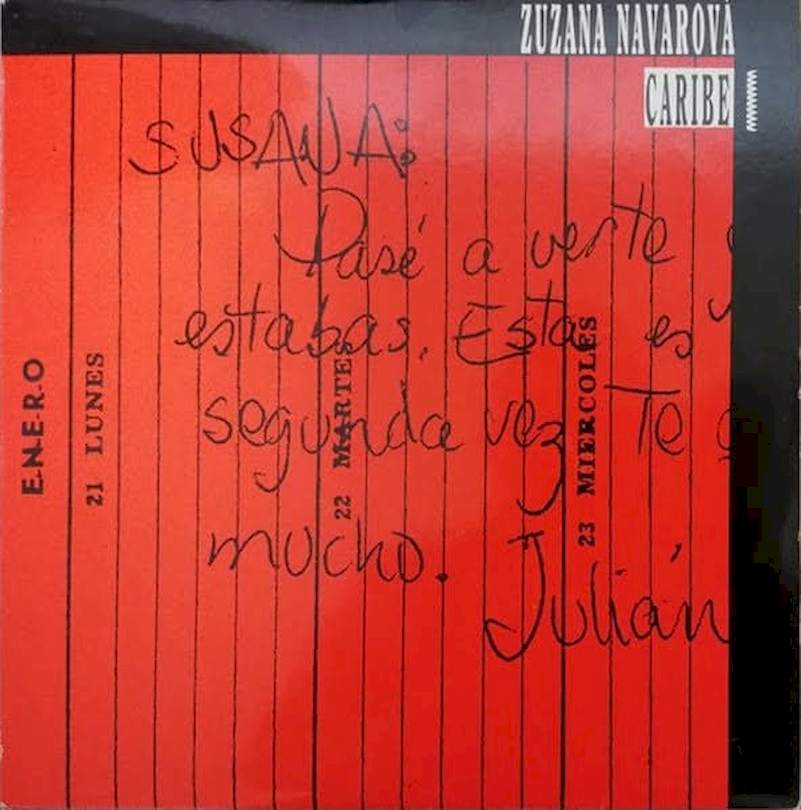 ZUZANA NAVAROVÁ
CARIBE
SUSANA:
Pasé a verte
estabas. Esta es
segunda vez Te
mucho.
Julián
E-N-E-R-O
21 LUNES
22 MARTES
23 MIERCOLES